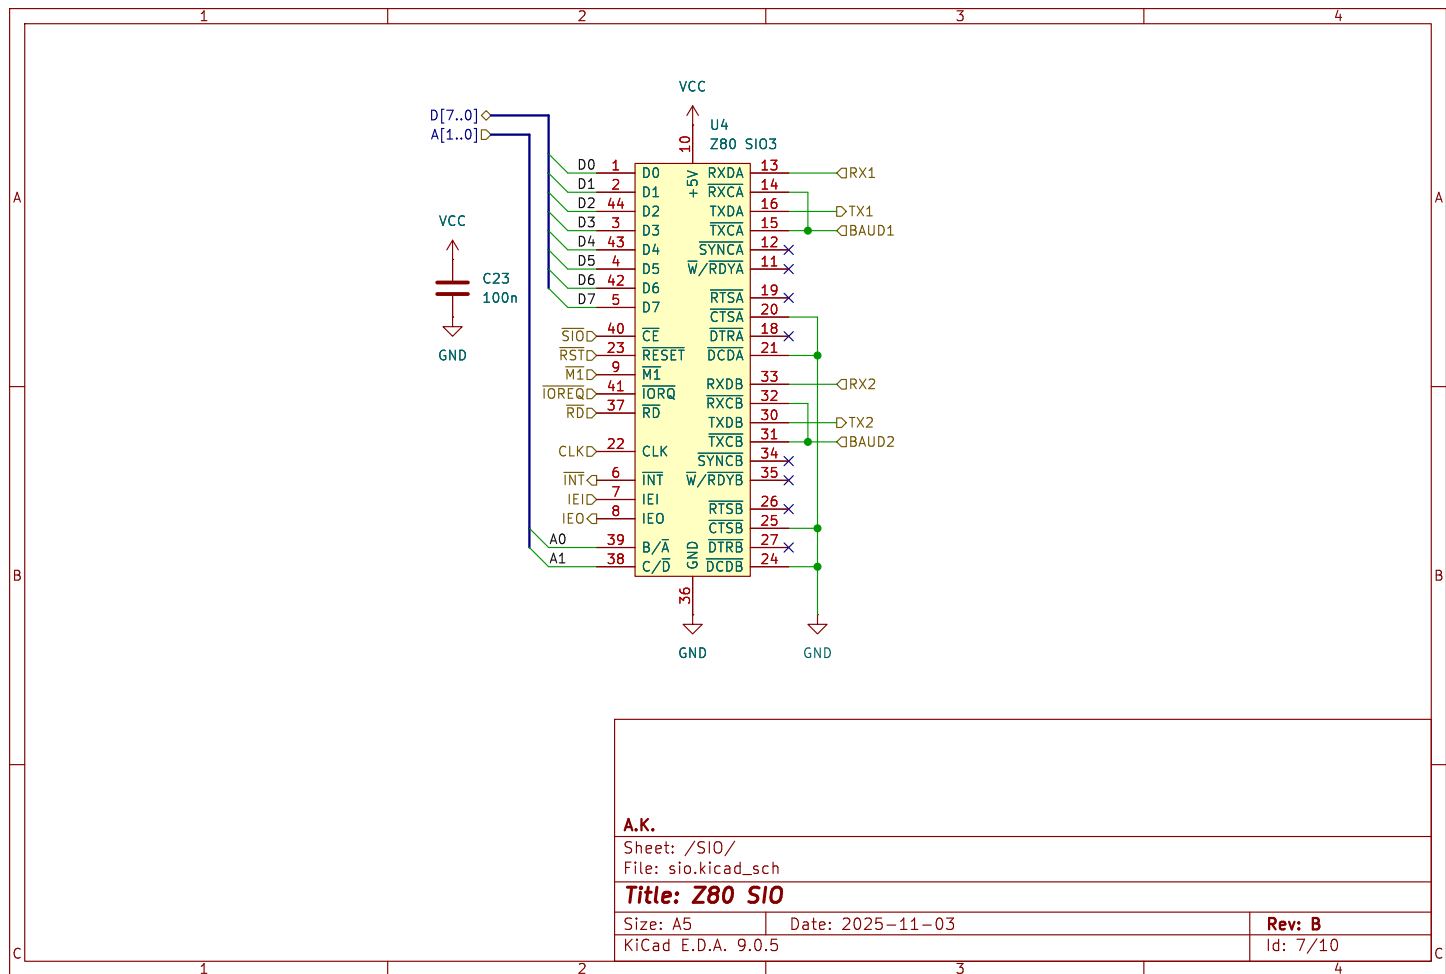 1 2 3 4
VCC
D[7..0]
A[1..0]
U4
Z80 SIO3
10
+5V
D0 1 D0 RXDA 13 RX1
D1 2 D1 RXCA 14
D2 44 D2 TXDA 16 TX1
D3 3 D3 TXCA 15 BAUD1
D4 43 D4 SYNCA 12
D5 4 D5 W/RDYA 11
D6 42 D6 RTSA 19
D7 5 D7 CTSA 20
SIO 40 CE DTRA 18
RST 23 RESET DCDA 21
M1 9 M1 RXDB 33 RX2
IOREQ 41 IORQ RXCB 32
RD 37 RD TXDB 30 TX2
TXCB 31 BAUD2
CLK 22 CLK SYNCB 34
INT 6 INT W/RDYB 35
IEI 7 IEI RTSB 26
IEO 8 IEO CTSB 25
A0 39 B/A DTRB 27
A1 38 C/D DCDB 24
GND
36
GND
GND
VCC
C23
100n
GND
A A
B B
C C
A.K.
Sheet: /SIO/
File: sio.kicad_sch
Title: Z80 SIO
Size: A5 Date: 2025-11-03 Rev: B
KiCad E.D.A. 9.0.5 Id: 7/10
1 2 3 4